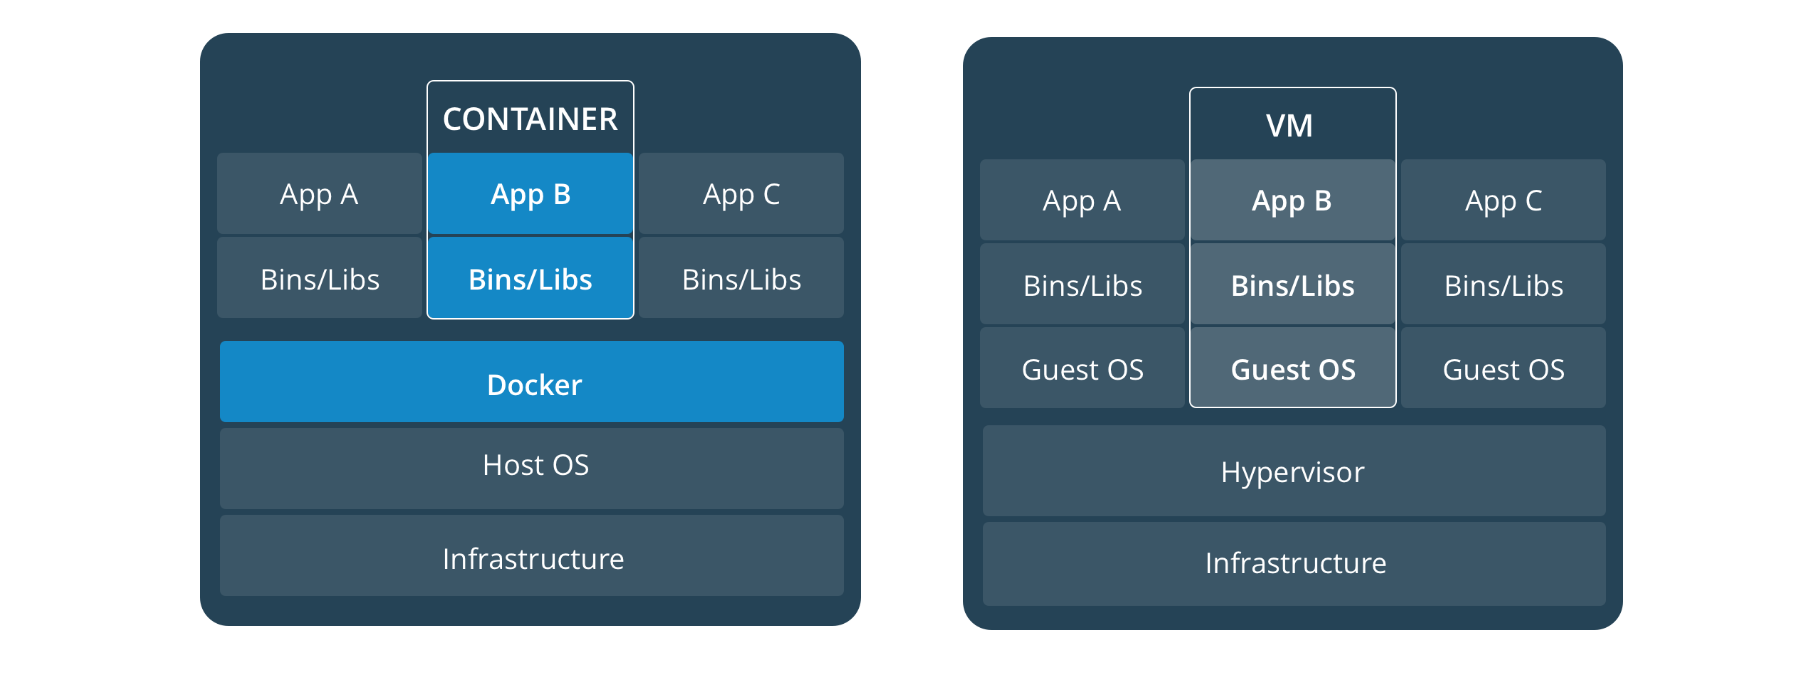 CONTAINER
App A App B App C
Bins/Libs Bins/Libs Bins/Libs
Docker
Host OS
Infrastructure
VM
App A App B App C
Bins/Libs Bins/Libs Bins/Libs
Guest OS Guest OS Guest OS
Hypervisor
Infrastructure